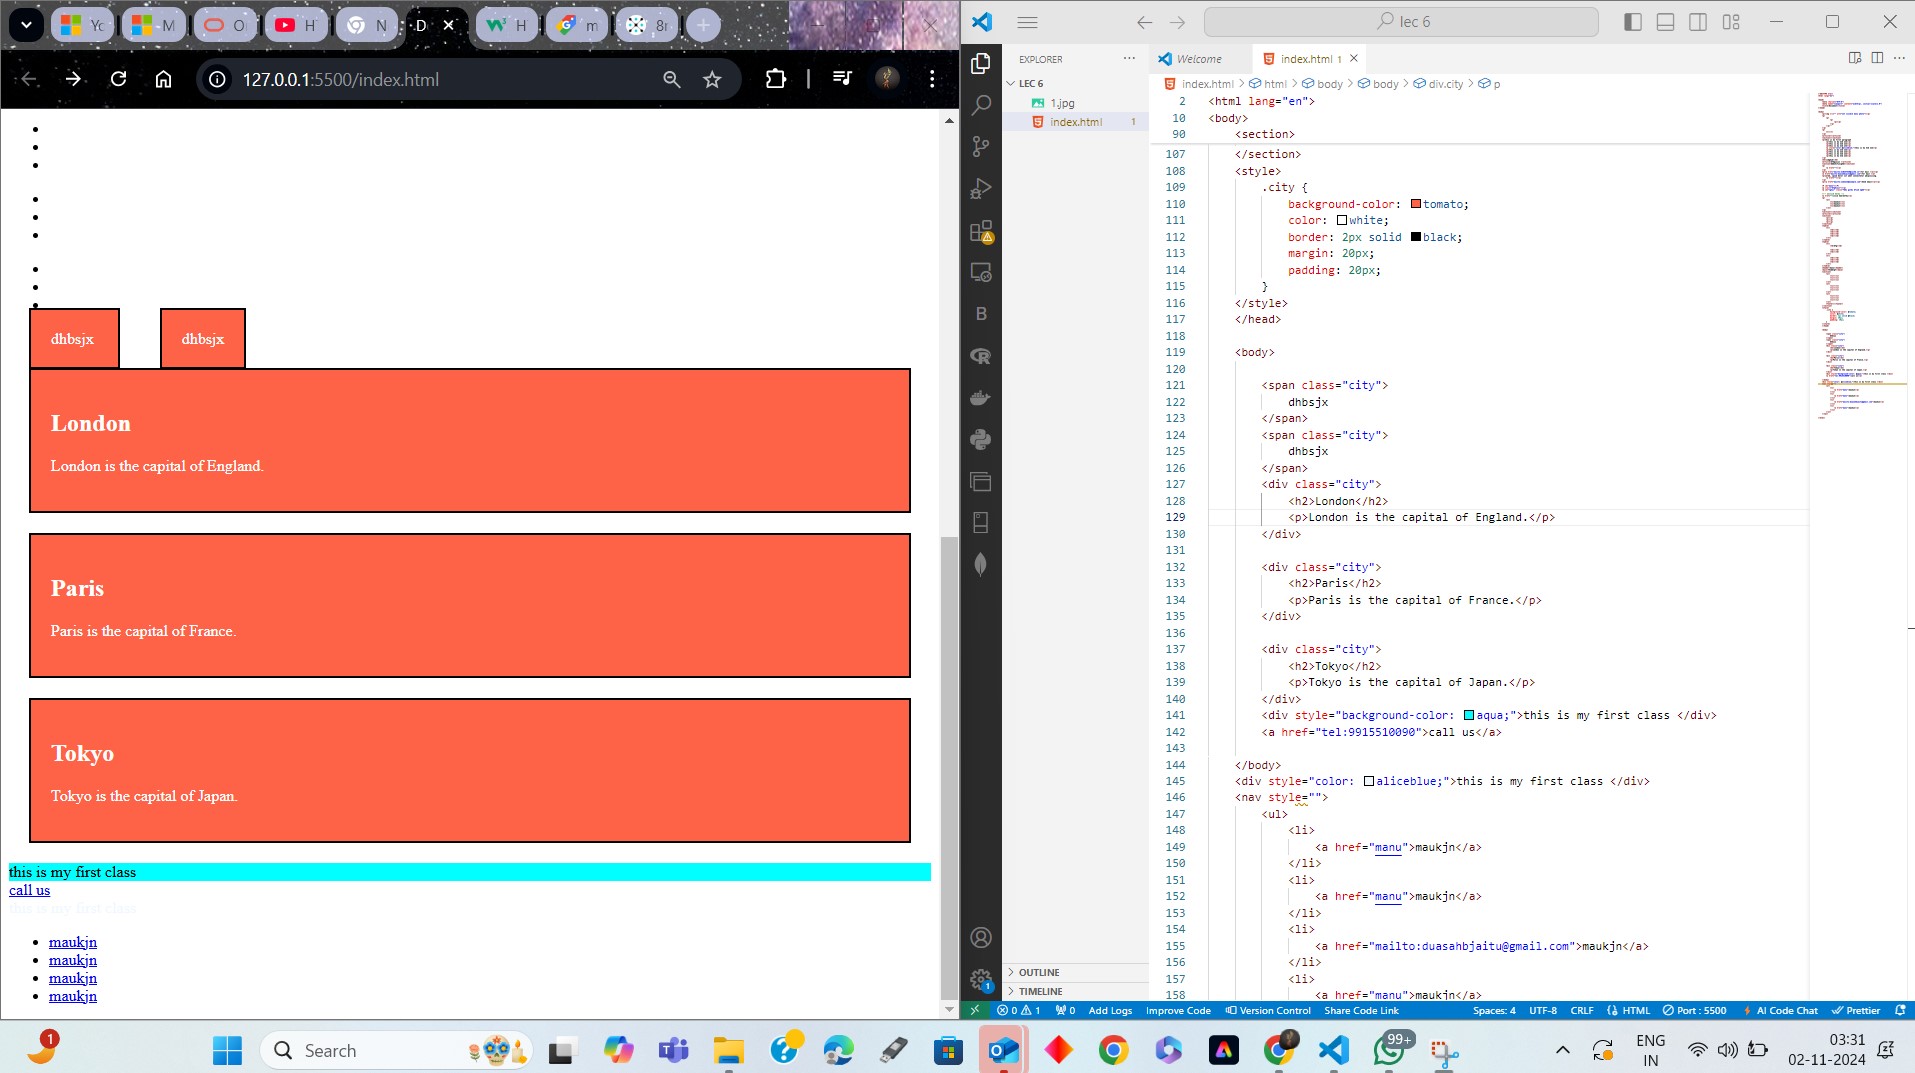 Yc
M
O
H
N
D
H
m
8r
127.0.0.1:5500/index.html
dhbsjx
dhbsjx
London
London is the capital of England.
Paris
Paris is the capital of France.
Tokyo
Tokyo is the capital of Japan.
this is my first class
call us
this is my first class
maukjn
maukjn
maukjn
maukjn
lec 6
EXPLORER
LEC 6
1.jpg
index.html 1
OUTLINE
TIMELINE
Welcome
index.html 1
index.html > html > body > body > div.city > p
2 <html lang="en">
10 <body>
90 <section>
107 </section>
108 <style>
109 .city {
110 background-color: tomato;
111 color: white;
112 border: 2px solid black;
113 margin: 20px;
114 padding: 20px;
115 }
116 </style>
117 </head>
118
119 <body>
120
121 <span class="city">
122 dhbsjx
123 </span>
124 <span class="city">
125 dhbsjx
126 </span>
127 <div class="city">
128 <h2>London</h2>
129 <p>London is the capital of England.</p>
130 </div>
131
132 <div class="city">
133 <h2>Paris</h2>
134 <p>Paris is the capital of France.</p>
135 </div>
136
137 <div class="city">
138 <h2>Tokyo</h2>
139 <p>Tokyo is the capital of Japan.</p>
140 </div>
141 <div style="background-color: aqua;">this is my first class </div>
142 <a href="tel:9915510090">call us</a>
143
144 </body>
145 <div style="color: aliceblue;">this is my first class </div>
146 <nav style="">
147 <ul>
148 <li>
149 <a href="manu">maukjn</a>
150 </li>
151 <li>
152 <a href="manu">maukjn</a>
153 </li>
154 <li>
155 <a href="mailto:duasahbjaitu@gmail.com">maukjn</a>
156 </li>
157 <li>
158 <a href="manu">maukjn</a>
0 1 0 Add Logs Improve Code Version Control Share Code Link Spaces: 4 UTF-8 CRLF HTML Port : 5500 AI Code Chat Prettier
1
Search
99+
ENG
IN
03:31
02-11-2024